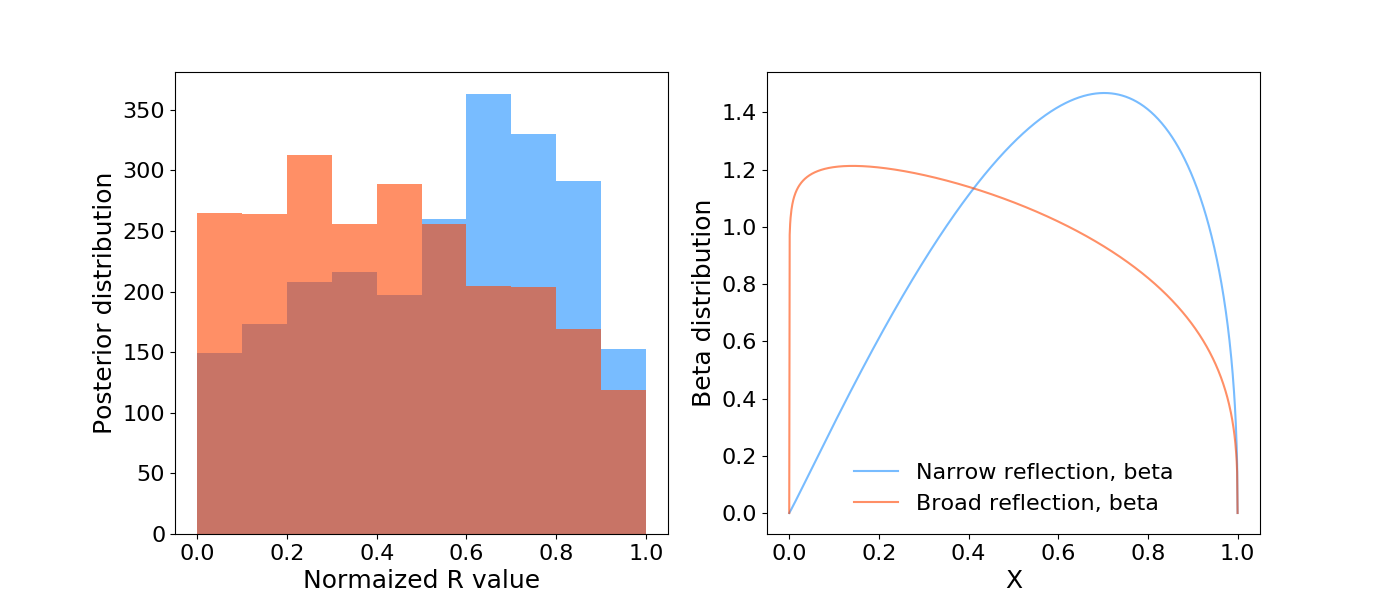 Posterior distribution
350
300
250
200
150
100
50
0
0.0 0.2 0.4 0.6 0.8 1.0
Normaized R value
Beta distribution
1.4
1.2
1.0
0.8
0.6
0.4
0.2
0.0
Narrow reflection, beta
Broad reflection, beta
0.0 0.2 0.4 0.6 0.8 1.0
X